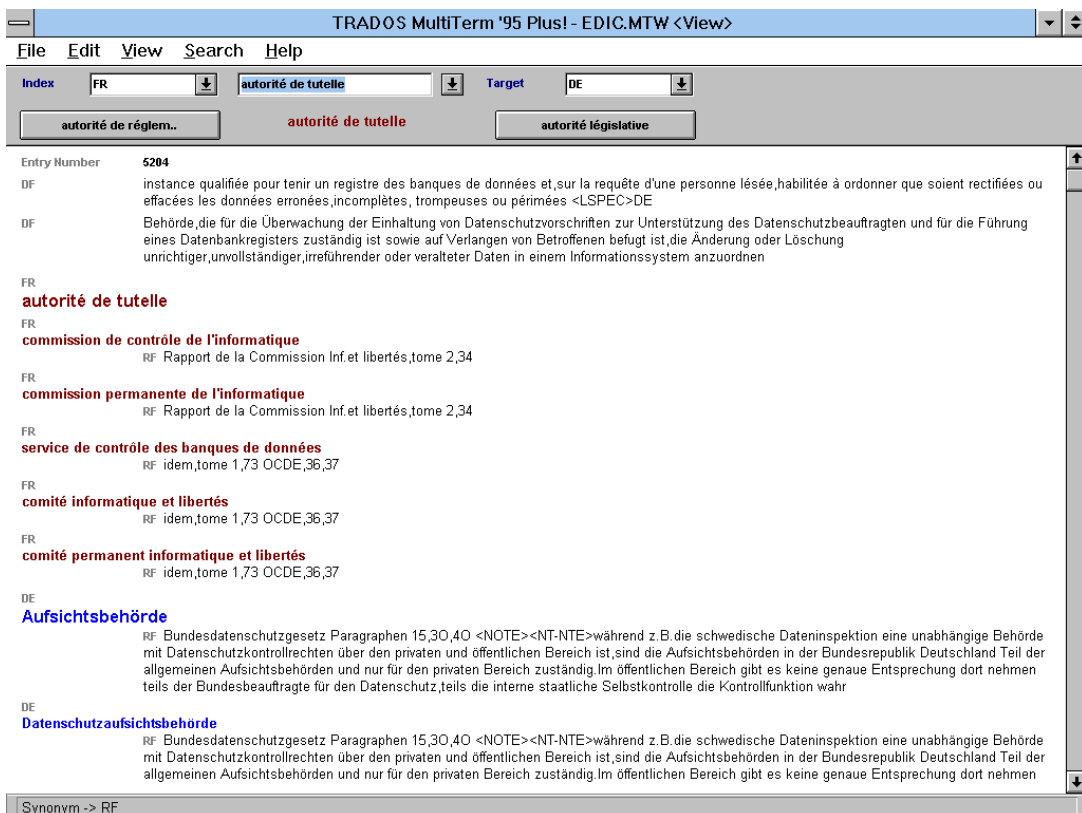 TRADOS MultiTerm '95 Plus! - EDIC.MTW <View>
File Edit View Search Help
Index FR autorité de tutelle Target DE
autorité de réglem.. autorité de tutelle autorité législative
Entry Number 5204
DF instance qualifiée pour tenir un registre des banques de données et,sur la requête d'une personne lésée,habilitée à ordonner que soient rectifiées ou
effacées les données erronées,incomplètes, trompeuses ou périmées <LSPEC>DE
DF Behörde,die für die Überwachung der Einhaltung von Datenschutzvorschriften zur Unterstützung des Datenschutzbeauftragten und für die Führung
eines Datenbankregisters zuständig ist sowie auf Verlangen von Betroffenen befugt ist,die Änderung oder Löschung
unrichtiger,unvollständiger,irreführender oder veralteter Daten in einem Informationssystem anzuordnen
FR
autorité de tutelle
FR
commission de contrôle de l'informatique
RF Rapport de la Commission Inf.et libertés,tome 2,34
FR
commission permanente de l'informatique
RF Rapport de la Commission Inf.et libertés,tome 2,34
FR
service de contrôle des banques de données
RF idem,tome 1,73 OCDE,36,37
FR
comité informatique et libertés
RF idem,tome 1,73 OCDE,36,37
FR
comité permanent informatique et libertés
RF idem,tome 1,73 OCDE,36,37
DE
Aufsichtsbehörde
RF Bundesdatenschutzgesetz Paragraphen 15,3O,4O <NOTE><NT-NTE>während z.B.die schwedische Dateninspektion eine unabhängige Behörde
mit Datenschutzkontrollrechten über den privaten und öffentlichen Bereich ist,sind die Aufsichtsbehörden in der Bundesrepublik Deutschland Teil der
allgemeinen Aufsichtsbehörden und nur für den privaten Bereich zuständig.Im öffentlichen Bereich gibt es keine genaue Entsprechung dort nehmen
teils der Bundesbeauftragte für den Datenschutz,teils die interne staatliche Selbstkontrolle die Kontrollfunktion wahr
DE
Datenschutzaufsichtsbehörde
RF Bundesdatenschutzgesetz Paragraphen 15,3O,4O <NOTE><NT-NTE>während z.B.die schwedische Dateninspektion eine unabhängige Behörde
mit Datenschutzkontrollrechten über den privaten und öffentlichen Bereich ist,sind die Aufsichtsbehörden in der Bundesrepublik Deutschland Teil der
allgemeinen Aufsichtsbehörden und nur für den privaten Bereich zuständig.Im öffentlichen Bereich gibt es keine genaue Entsprechung dort nehmen
Synonym -> RF